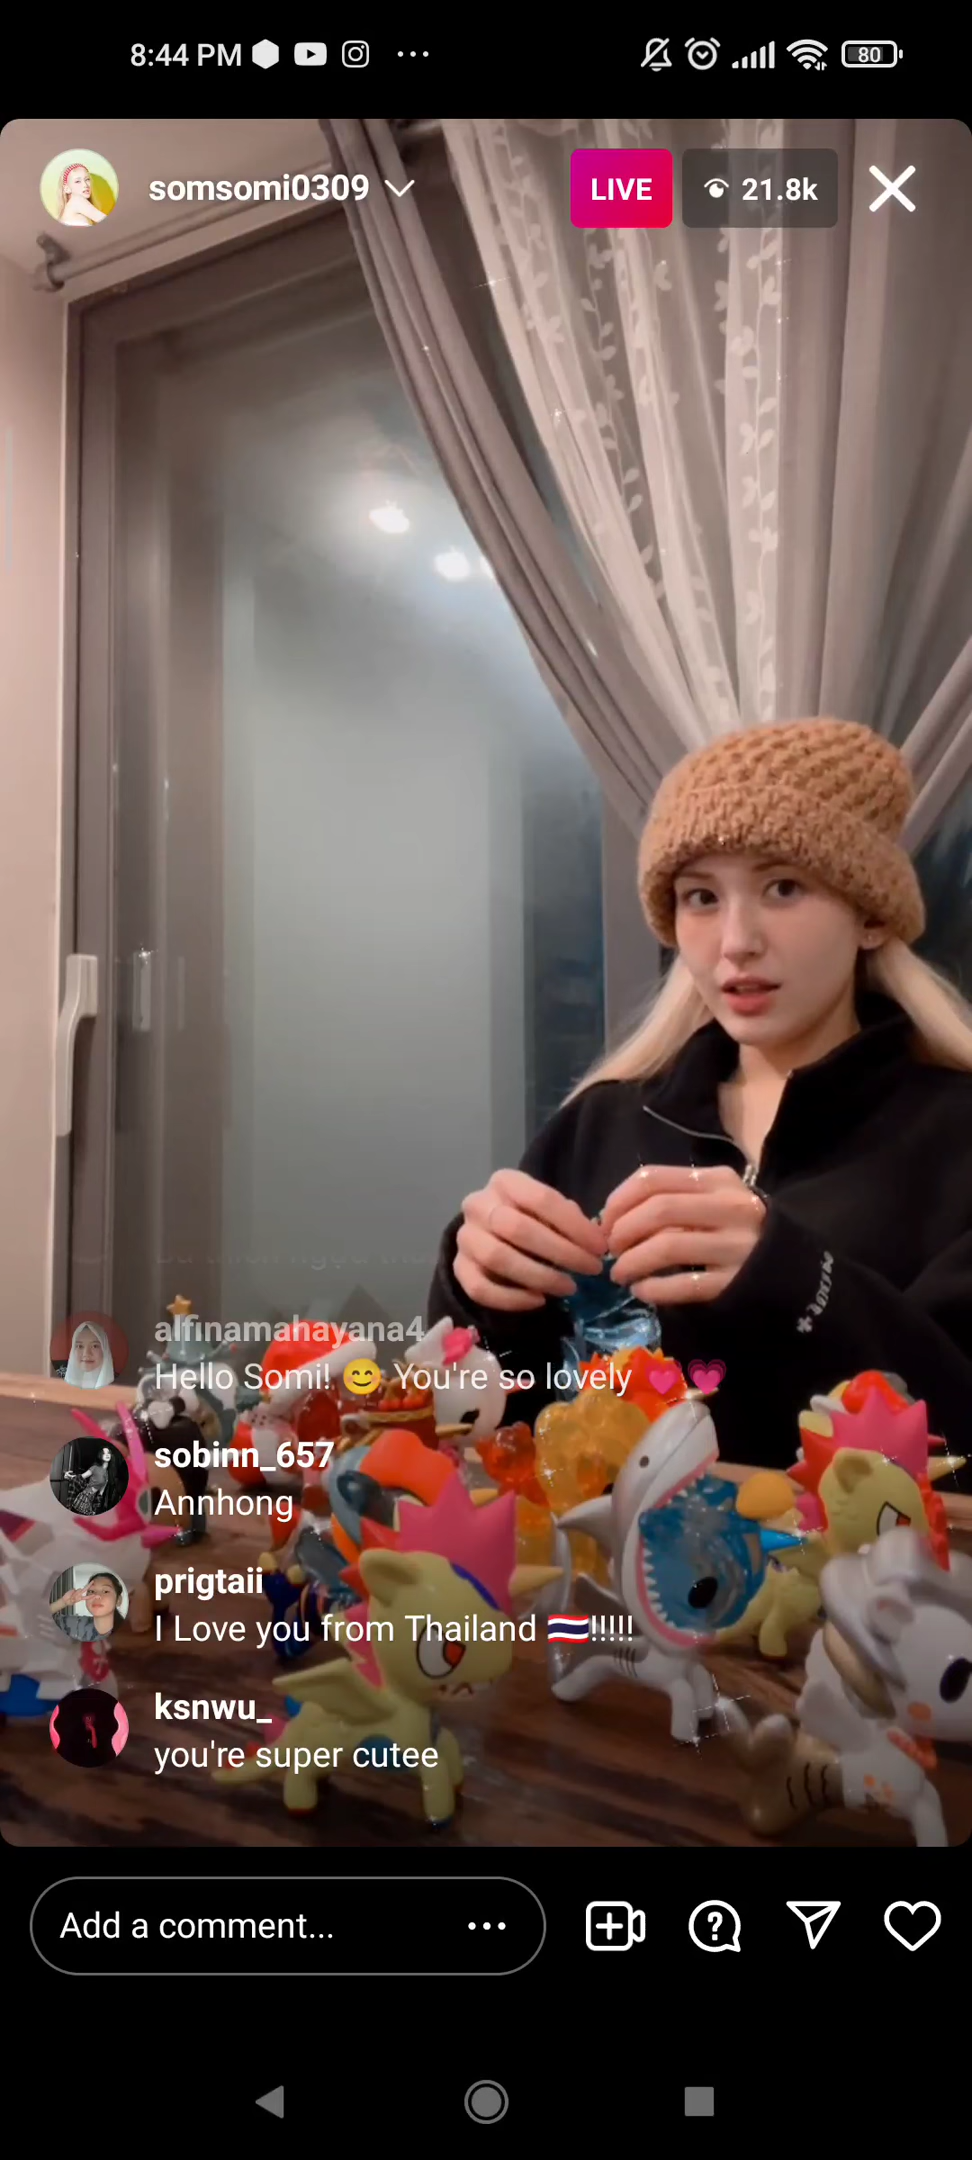 8:44 PM
80
somsomi0309
LIVE
21.8k
alfinamahayana4
Hello Somi! 😊 You're so lovely 💗💗
sobinn_657
Annhong
prigtaii
I Love you from Thailand 🇹🇭!!!!!
ksnwu_
you're super cutee
Add a comment...